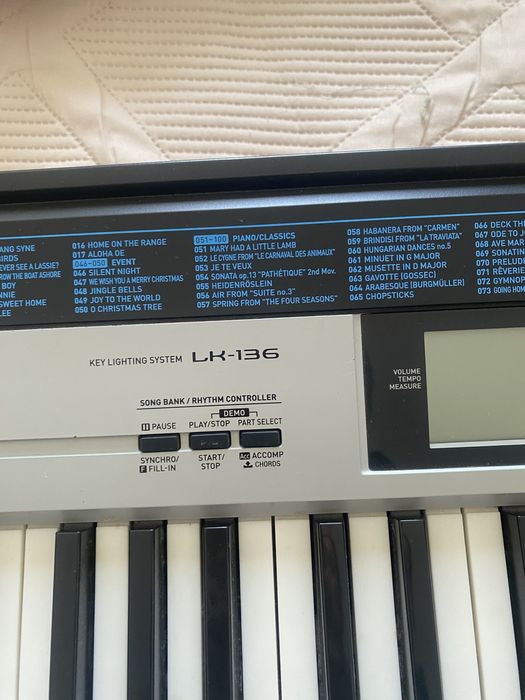 ANG SYNE
BIRDS
EVER SEE A LASSIE?
ROM THE BOAT ASHORE
BOY
NNIE
SWEET HOME
LEE
016 HOME ON THE RANGE
017 ALOHA OE
046-050 EVENT
046 SILENT NIGHT
047 WE WISH YOU A MERRY CHRISTMAS
048 JINGLE BELLS
049 JOY TO THE WORLD
050 O CHRISTMAS TREE
051-100 PIANO/CLASSICS
051 MARY HAD A LITTLE LAMB
052 LE CYGNE FROM "LE CARNAVAL DES ANIMAUX"
053 JE TE VEUX
054 SONATA op.13 "PATHÉTIQUE" 2nd Mov.
055 HEIDENRÖSLEIN
056 AIR FROM "SUITE no.3"
057 SPRING FROM "THE FOUR SEASONS"
058 HABANERA FROM "CARMEN"
059 BRINDISI FROM "LA TRAVIATA"
060 HUNGARIAN DANCES no.5
061 MINUET IN G MAJOR
062 MUSETTE IN D MAJOR
063 GAVOTTE (GOSSEC)
064 ARABESQUE (BURGMÜLLER)
065 CHOPSTICKS
066 DECK TH
067 ODE TO J
068 AVE MAR
069 SONATIN
070 PRELUDE
071 RÊVERIE
072 GYMNOP
073 GOING HOM
KEY LIGHTING SYSTEM LK-136
SONG BANK / RHYTHM CONTROLLER
DEMO
PAUSE PLAY/STOP PART SELECT
SYNCHRO/
F FILL-IN
START/
STOP
Acc ACCOMP
CHORDS
VOLUME
TEMPO
MEASURE